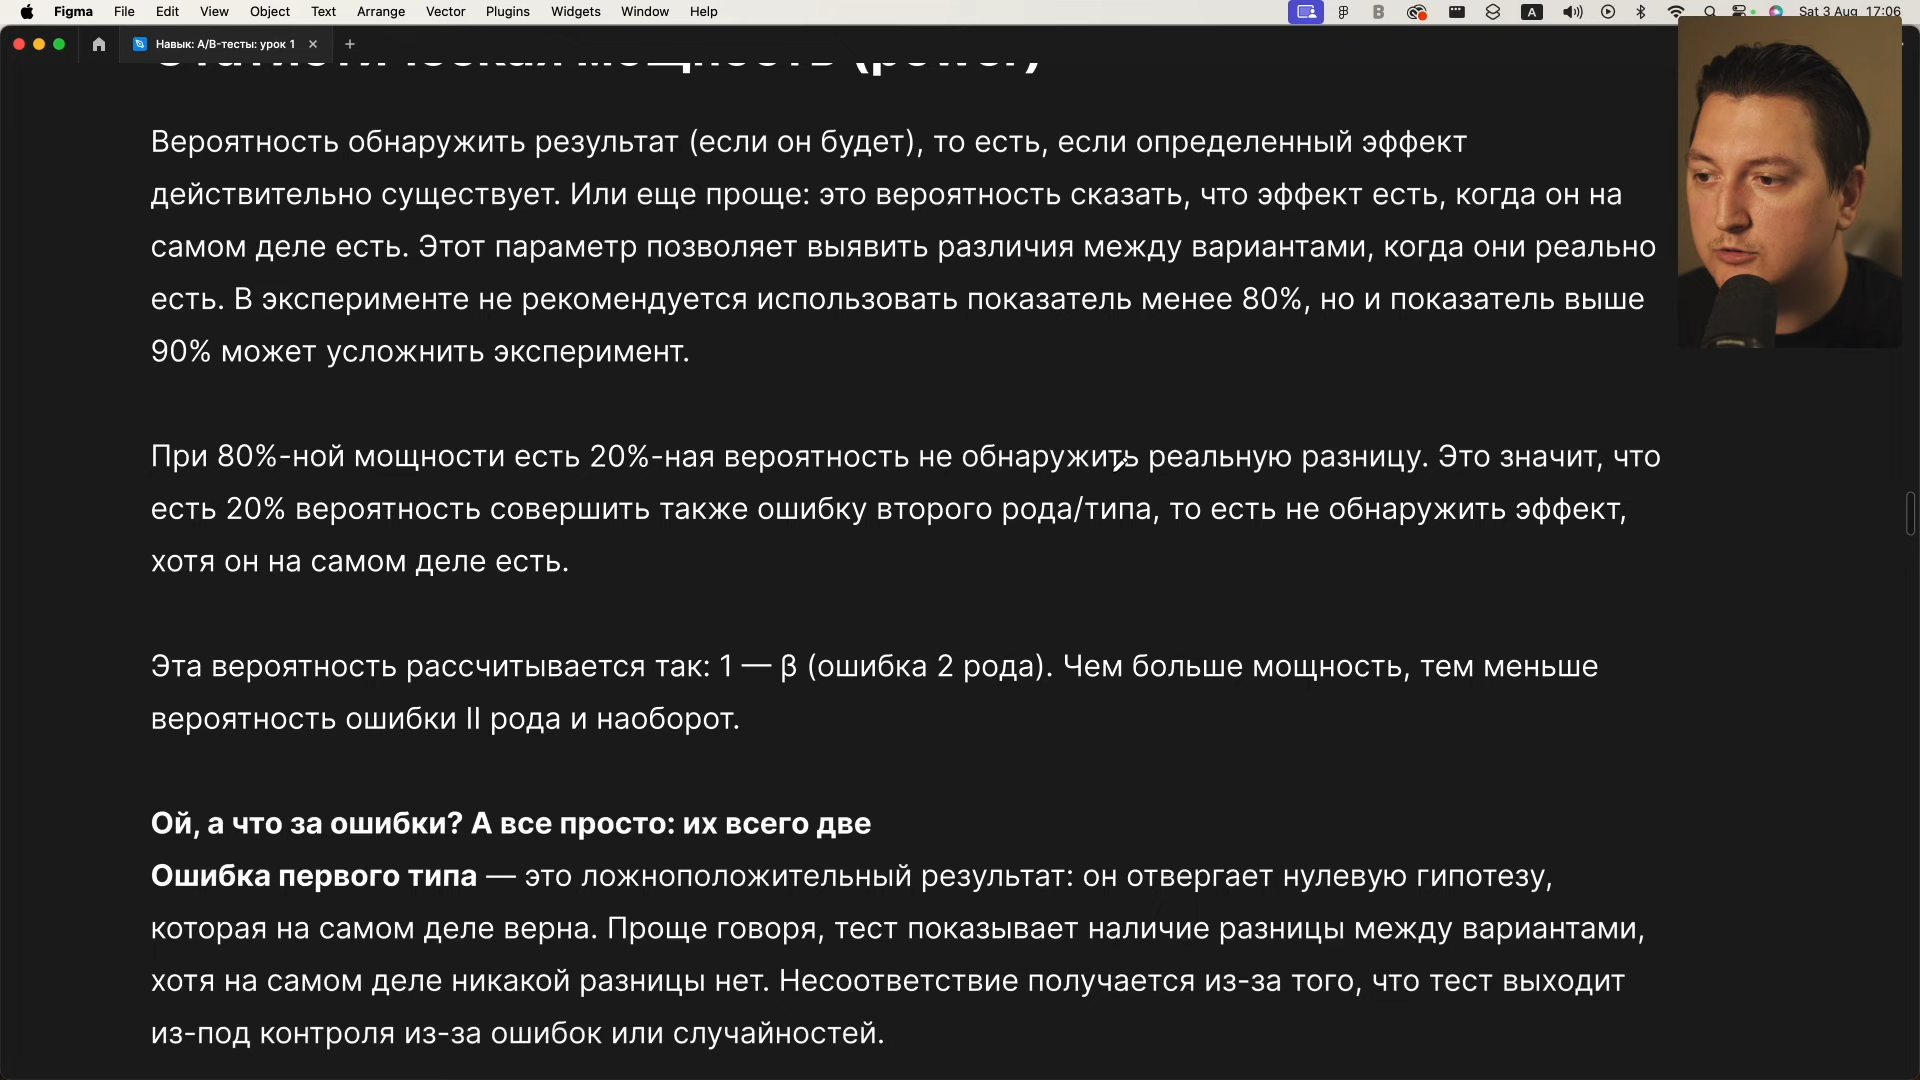 Figma File Edit View Object Text Arrange Vector Plugins Widgets Window Help A Sat 3 Aug 17:06
Навык: A/B-тесты: урок 1
Статистическая мощность (power)
Вероятность обнаружить результат (если он будет), то есть, если определенный эффект
действительно существует. Или еще проще: это вероятность сказать, что эффект есть, когда он на
самом деле есть. Этот параметр позволяет выявить различия между вариантами, когда они реально
есть. В эксперименте не рекомендуется использовать показатель менее 80%, но и показатель выше
90% может усложнить эксперимент.
При 80%-ной мощности есть 20%-ная вероятность не обнаружить реальную разницу. Это значит, что
есть 20% вероятность совершить также ошибку второго рода/типа, то есть не обнаружить эффект,
хотя он на самом деле есть.
Эта вероятность рассчитывается так: 1 — β (ошибка 2 рода). Чем больше мощность, тем меньше
вероятность ошибки II рода и наоборот.
Ой, а что за ошибки? А все просто: их всего две
Ошибка первого типа — это ложноположительный результат: он отвергает нулевую гипотезу,
которая на самом деле верна. Проще говоря, тест показывает наличие разницы между вариантами,
хотя на самом деле никакой разницы нет. Несоответствие получается из-за того, что тест выходит
из-под контроля из-за ошибок или случайностей.